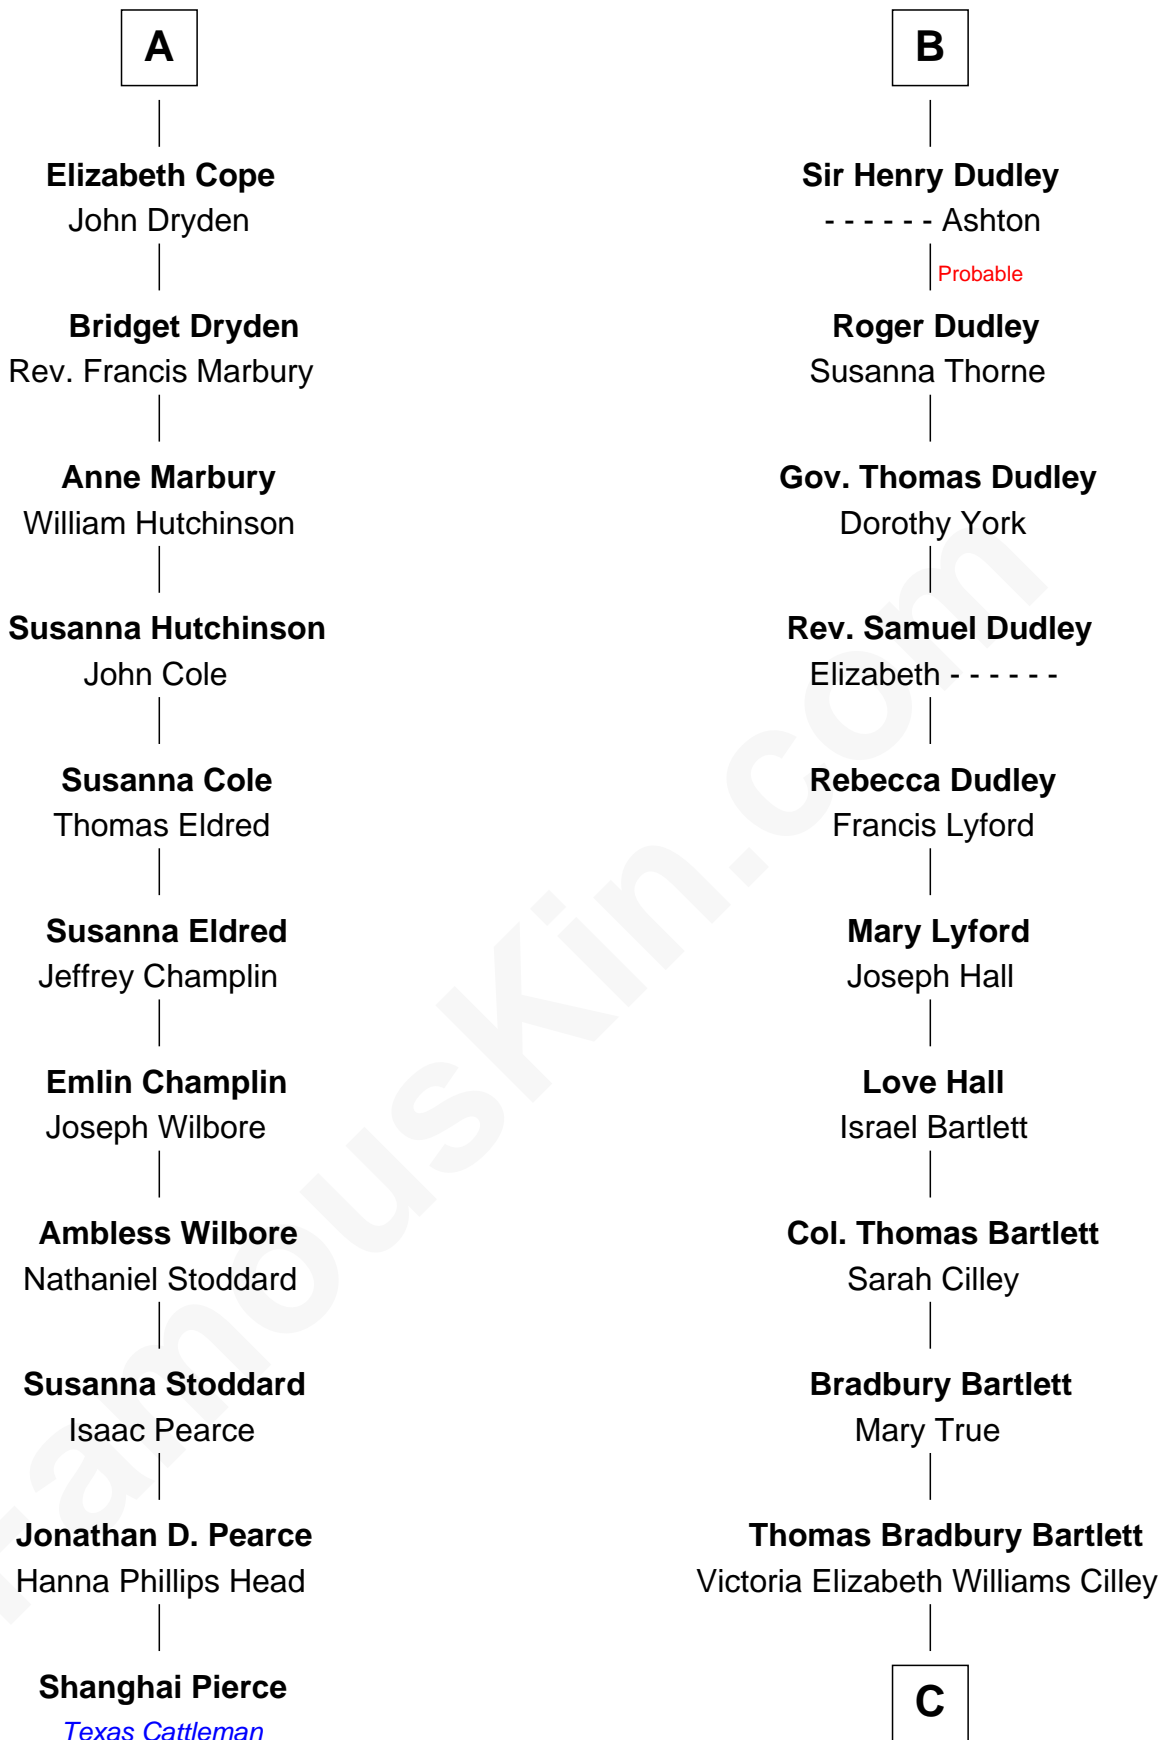 A
Elizabeth Cope
John Dryden
Bridget Dryden
Rev. Francis Marbury
Anne Marbury
William Hutchinson
Susanna Hutchinson
John Cole
Susanna Cole
Thomas Eldred
Susanna Eldred
Jeffrey Champlin
Emlin Champlin
Joseph Wilbore
Ambless Wilbore
Nathaniel Stoddard
Susanna Stoddard
Isaac Pearce
Jonathan D. Pearce
Hanna Phillips Head
Shanghai Pierce
Texas Cattleman
B
Sir Henry Dudley
- - - - - - Ashton
Probable
Roger Dudley
Susanna Thorne
Gov. Thomas Dudley
Dorothy York
Rev. Samuel Dudley
Elizabeth - - - - - -
Rebecca Dudley
Francis Lyford
Mary Lyford
Joseph Hall
Love Hall
Israel Bartlett
Col. Thomas Bartlett
Sarah Cilley
Bradbury Bartlett
Mary True
Thomas Bradbury Bartlett
Victoria Elizabeth Williams Cilley
C
FamousKin.com